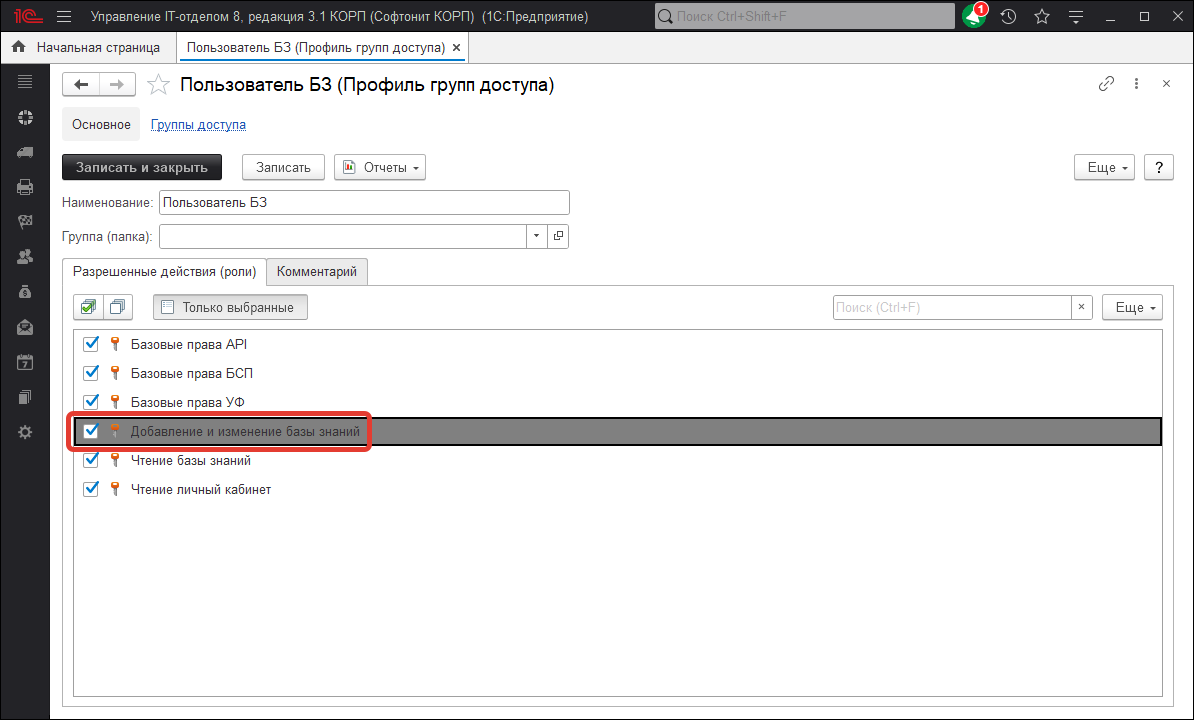 1С Управление IT-отделом 8, редакция 3.1 КОРП (Софтонит КОРП) (1С:Предприятие) Поиск Ctrl+Shift+F 1
Начальная страница Пользователь БЗ (Профиль групп доступа) ×
Пользователь БЗ (Профиль групп доступа)
Основное Группы доступа
Записать и закрыть Записать Отчеты Еще ?
Наименование: Пользователь БЗ
Группа (папка):
Разрешенные действия (роли) Комментарий
Только выбранные Поиск (Ctrl+F) × Еще
Базовые права API
Базовые права БСП
Базовые права УФ
Добавление и изменение базы знаний
Чтение базы знаний
Чтение личный кабинет
7